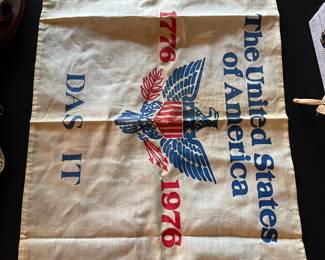 The United States
of America
1776 1976
DAS IT